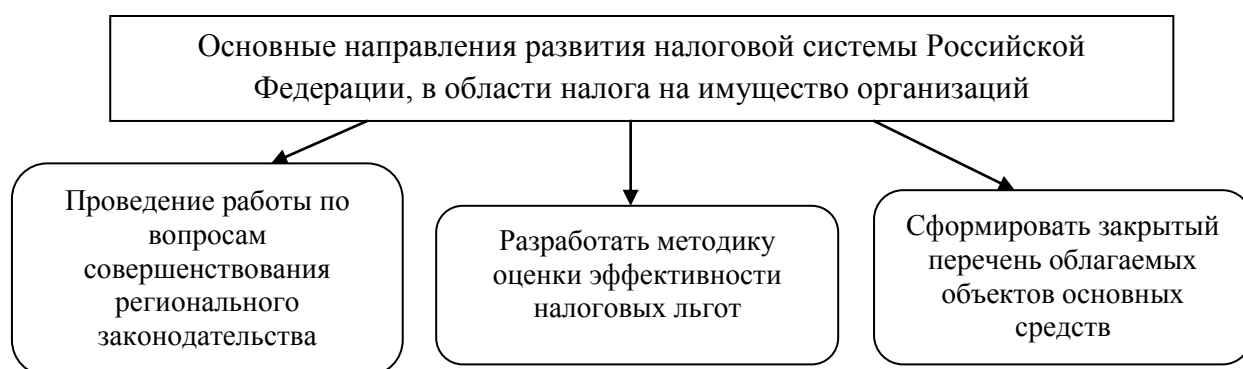 Основные направления развития налоговой системы Российской
Федерации, в области налога на имущество организаций
Проведение работы по
вопросам
совершенствования
регионального
законодательства
Разработать методику
оценки эффективности
налоговых льгот
Сформировать закрытый
перечень облагаемых
объектов основных
средств